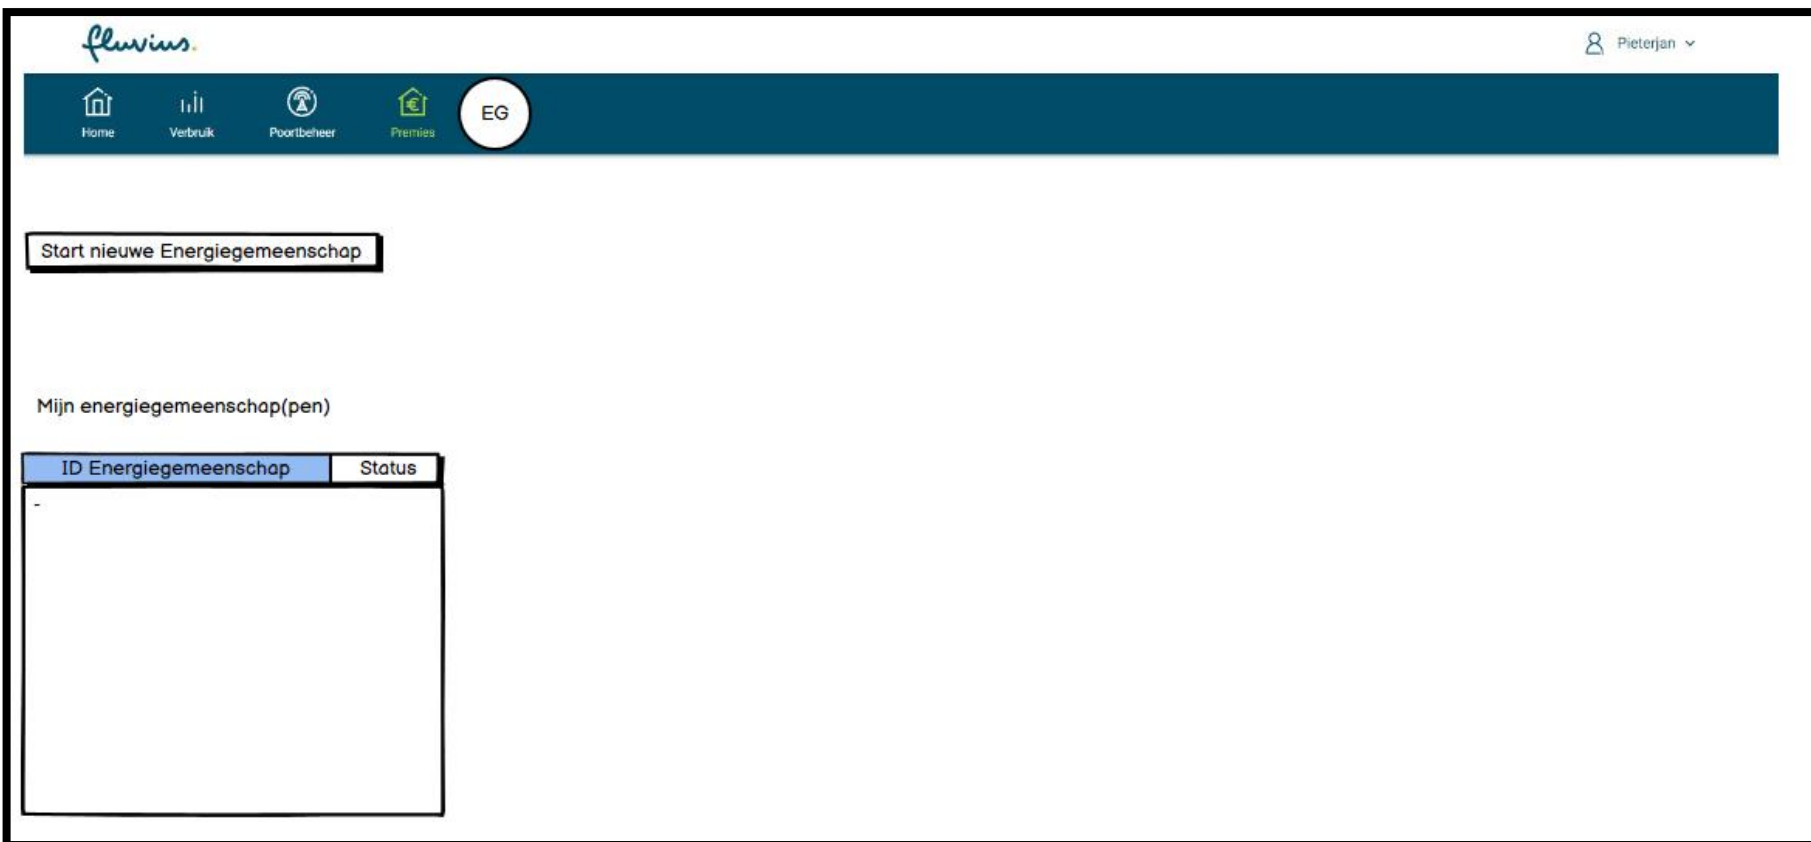 fluvius.
Pieterjan
Home Verbruik Poortbeheer Premies EG
Start nieuwe Energiegemeenschap
Mijn energiegemeenschap(pen)
ID Energiegemeenschap Status
-